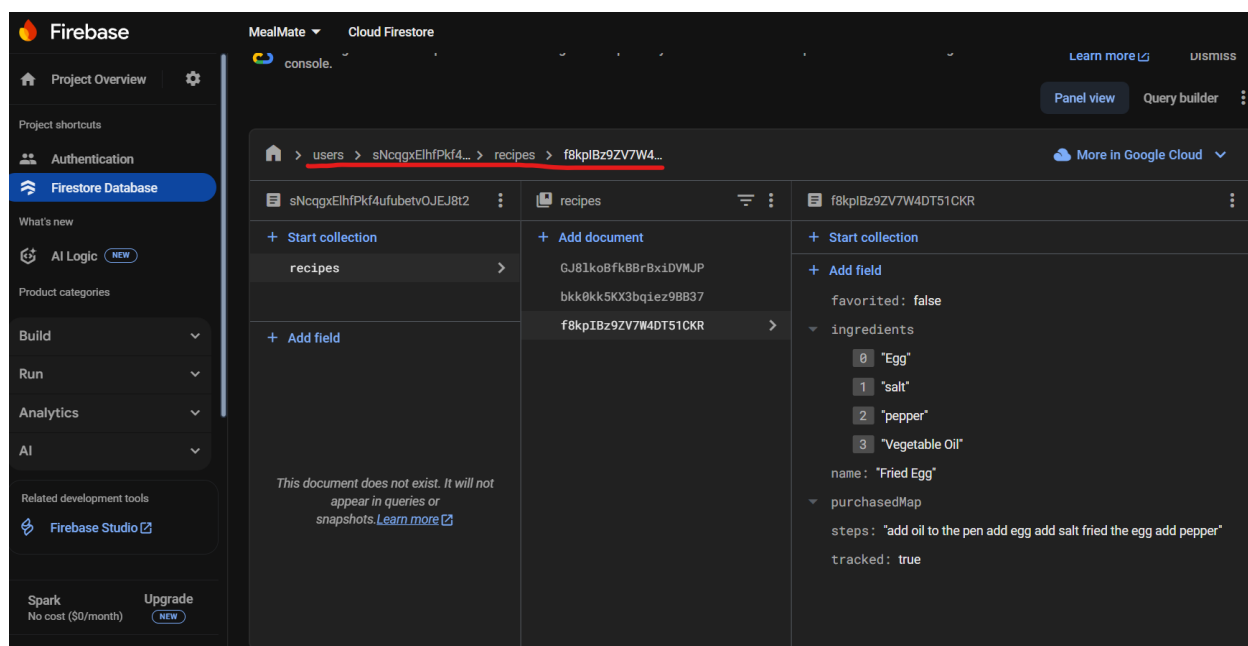 Firebase
MealMate
Cloud Firestore
console.
Learn more
Dismiss
Project Overview
Panel view
Query builder
Project shortcuts
Authentication
Firestore Database
What's new
AI Logic NEW
Product categories
Build
Run
Analytics
AI
Related development tools
Firebase Studio
Spark
No cost ($0/month)
Upgrade
NEW
users > sNcqgxElhfPkf4... > recipes > f8kpIBz9ZV7W4...
More in Google Cloud
sNcqgxElhfPkf4ufubetvOJEJ8t2
+ Start collection
recipes
+ Add field
This document does not exist. It will not
appear in queries or
snapshots.Learn more
recipes
+ Add document
GJ8lkoBfkBBrBxiDVMJP
bkk0kk5KX3bqiez9BB37
f8kpIBz9ZV7W4DT51CKR
f8kpIBz9ZV7W4DT51CKR
+ Start collection
+ Add field
favorited: false
ingredients
0 "Egg"
1 "salt"
2 "pepper"
3 "Vegetable Oil"
name: "Fried Egg"
purchasedMap
steps: "add oil to the pen add egg add salt fried the egg add pepper"
tracked: true